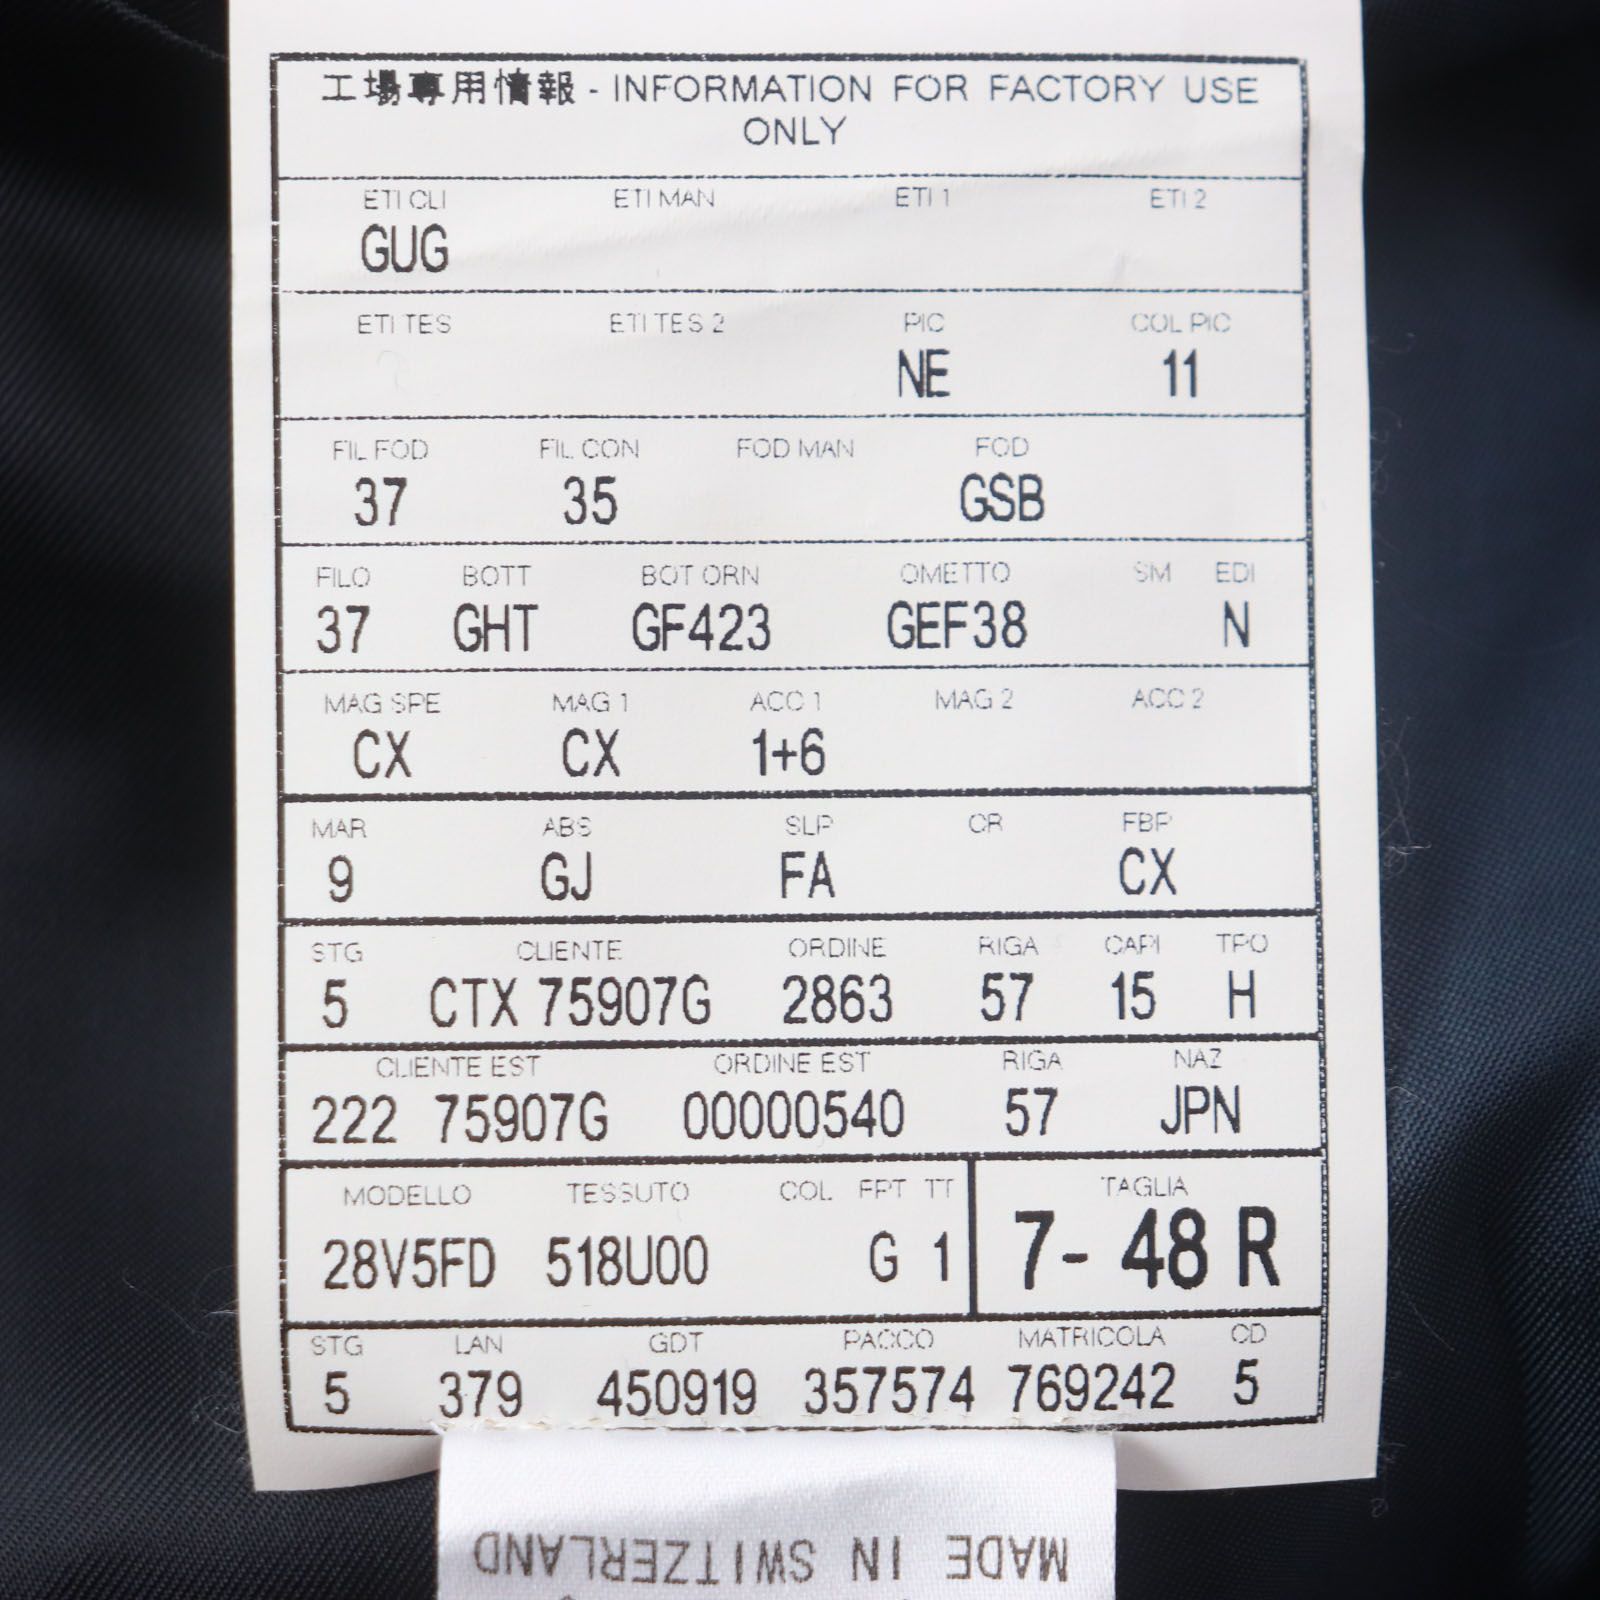 工場専用情報 - INFORMATION FOR FACTORY USE
ONLY
ETI CLI ETI MAN ETI 1 ETI 2
GUG
ETI TES ETI TES 2 PIC COL PIC
NE 11
FIL FOD FIL CON FOD MAN FOD
37 35 GSB
FILO BOTT BOT ORN OMETTO SM EDI
37 GHT GF423 GEF38 N
MAG SPE MAG 1 ACC 1 MAG 2 ACC 2
CX CX 1+6
MAR ABS SLP CR FBP
9 GJ FA CX
STG CLIENTE ORDINE RIGA CAPI TPO
5 CTX 75907G 2863 57 15 H
CLIENTE EST ORDINE EST RIGA NAZ
222 75907G 00000540 57 JPN
MODELLO TESSUTO COL FPT TT TAGLIA
28V5FD 518U00 G 1 7- 48 R
STG LAN GDT PACCO MATRICOLA CD
5 379 450919 357574 769242 5
MADE IN SWITZERLAND